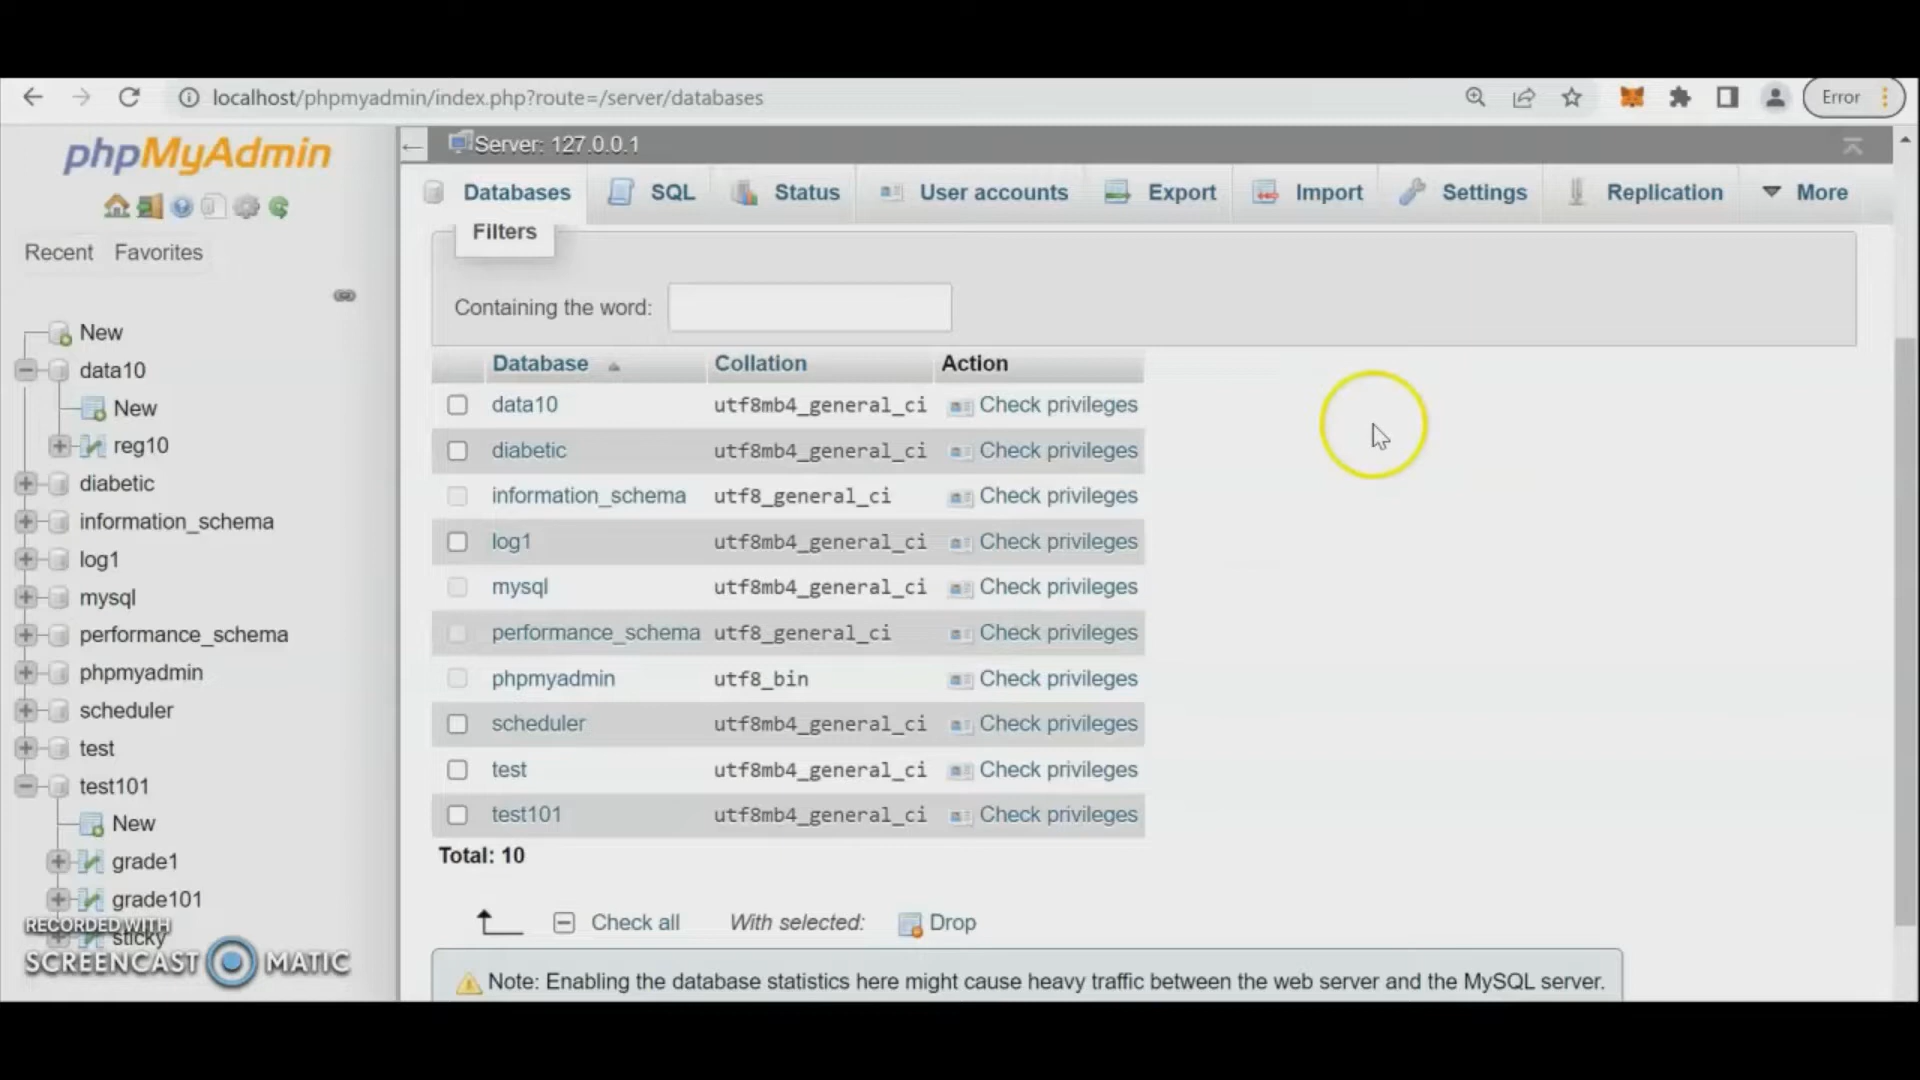 localhost/phpmyadmin/index.php?route=/server/databases
Error
phpMyAdmin
Recent Favorites
New
data10
New
reg10
diabetic
information_schema
log1
mysql
performance_schema
phpmyadmin
scheduler
test
test101
New
grade1
grade101
sticky
RECORDED WITH
SCREENCAST MATIC
Server: 127.0.0.1
Databases SQL Status User accounts Export Import Settings Replication More
Filters
Containing the word:
Database Collation Action
data10 utf8mb4_general_ci Check privileges
diabetic utf8mb4_general_ci Check privileges
information_schema utf8_general_ci Check privileges
log1 utf8mb4_general_ci Check privileges
mysql utf8mb4_general_ci Check privileges
performance_schema utf8_general_ci Check privileges
phpmyadmin utf8_bin Check privileges
scheduler utf8mb4_general_ci Check privileges
test utf8mb4_general_ci Check privileges
test101 utf8mb4_general_ci Check privileges
Total: 10
Check all With selected: Drop
Note: Enabling the database statistics here might cause heavy traffic between the web server and the MySQL server.